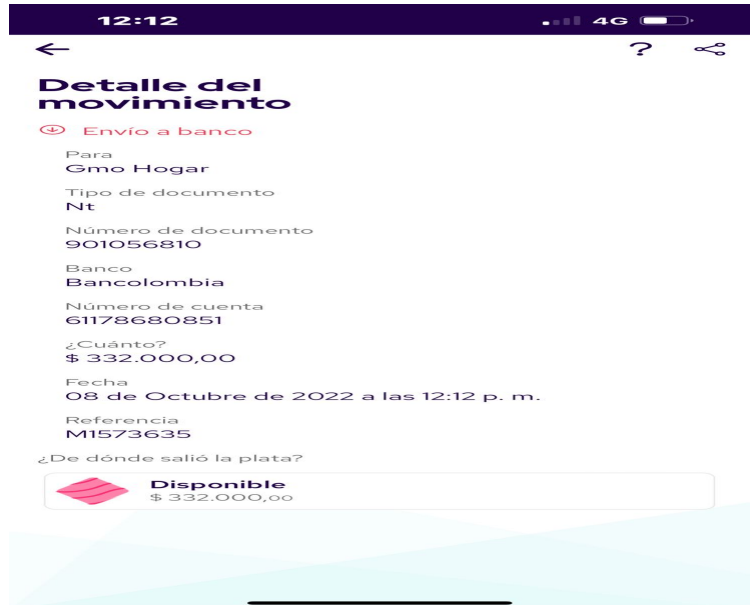 12:12
4G
?
Detalle del
movimiento
Envío a banco
Para
Gmo Hogar
Tipo de documento
Nt
Número de documento
901056810
Banco
Bancolombia
Número de cuenta
61178680851
¿Cuánto?
$ 332.000,00
Fecha
08 de Octubre de 2022 a las 12:12 p. m.
Referencia
M1573635
¿De dónde salió la plata?
Disponible
$ 332.000,00